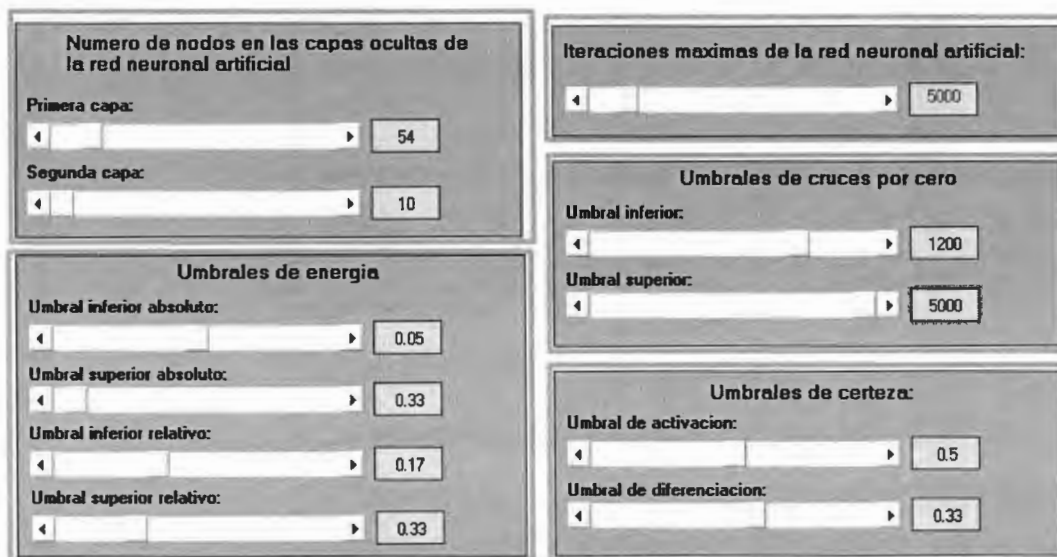 Numero de nodos en las capas ocultas de
la red neuronal artificial
Primera capa:
54
Segunda capa:
10
Umbrales de energia
Umbral inferior absoluto:
0.05
Umbral superior absoluto:
0.33
Umbral inferior relativo:
0.17
Umbral superior relativo:
0.33
Iteraciones maximas de la red neuronal artificial:
5000
Umbrales de cruces por cero
Umbral inferior:
1200
Umbral superior:
5000
Umbrales de certeza:
Umbral de activacion:
0.5
Umbral de diferenciacion:
0.33